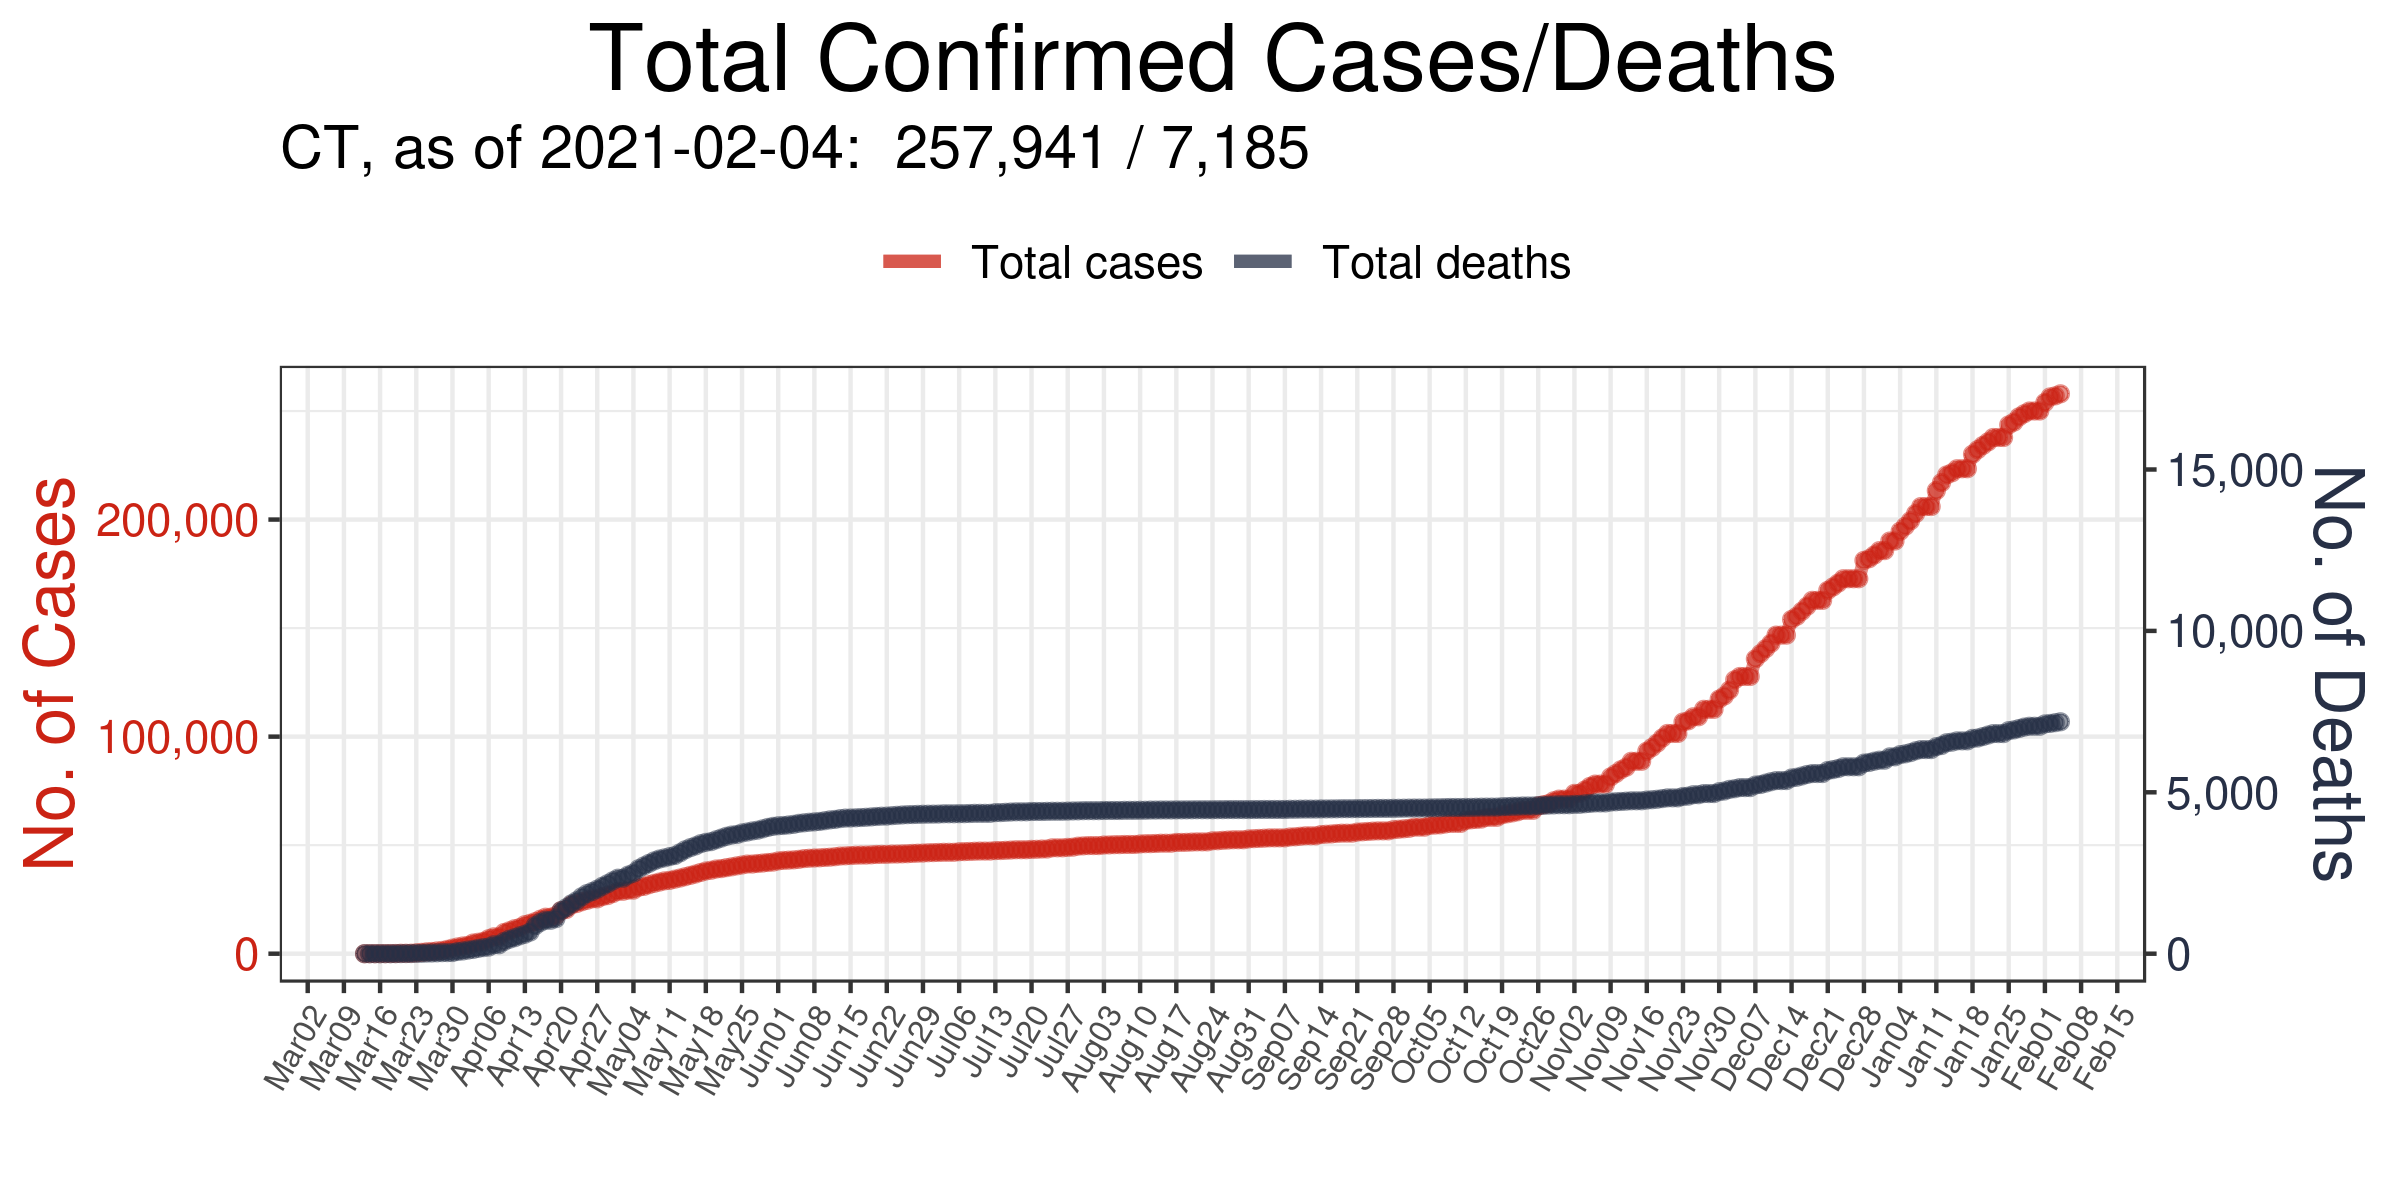 Total Confirmed Cases/Deaths
CT, as of 2021-02-04:  257,941 / 7,185
Total cases
Total deaths
No. of Cases
200,000
100,000
0
15,000
10,000
5,000
0
No. of Deaths
Mar02
Mar09
Mar16
Mar23
Mar30
Apr06
Apr13
Apr20
Apr27
May04
May11
May18
May25
Jun01
Jun08
Jun15
Jun22
Jun29
Jul06
Jul13
Jul20
Jul27
Aug03
Aug10
Aug17
Aug24
Aug31
Sep07
Sep14
Sep21
Sep28
Oct05
Oct12
Oct19
Oct26
Nov02
Nov09
Nov16
Nov23
Nov30
Dec07
Dec14
Dec21
Dec28
Jan04
Jan11
Jan18
Jan25
Feb01
Feb08
Feb15